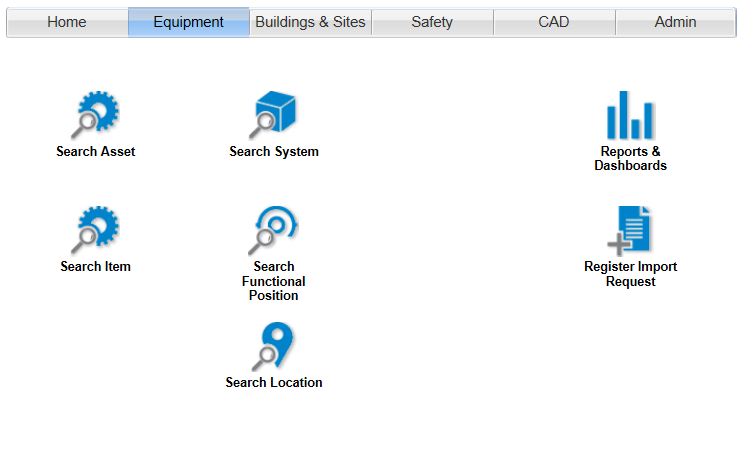 Home Equipment Buildings & Sites Safety CAD Admin
Search Asset
Search System
Reports &
Dashboards
Search Item
Search
Functional
Position
Register Import
Request
Search Location